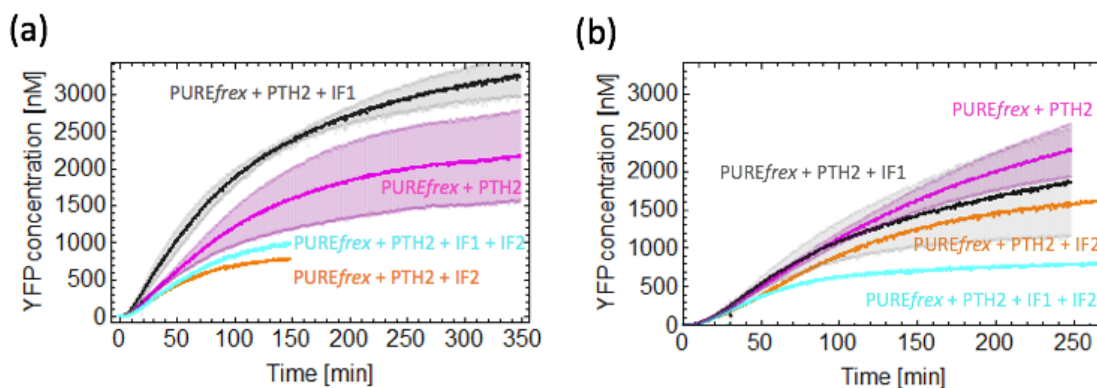 (a)
YFP concentration [nM]
3000
2500
2000
1500
1000
500
0
PUREfrex + PTH2 + IF1
PUREfrex + PTH2
PUREfrex + PTH2 + IF1 + IF2
PUREfrex + PTH2 + IF2
0 50 100 150 200 250 300 350
Time [min]
(b)
YFP concentration [nM]
3000
2500
2000
1500
1000
500
0
PUREfrex + PTH2
PUREfrex + PTH2 + IF1
PUREfrex + PTH2 + IF2
PUREfrex + PTH2 + IF1 + IF2
0 50 100 150 200 250
Time [min]